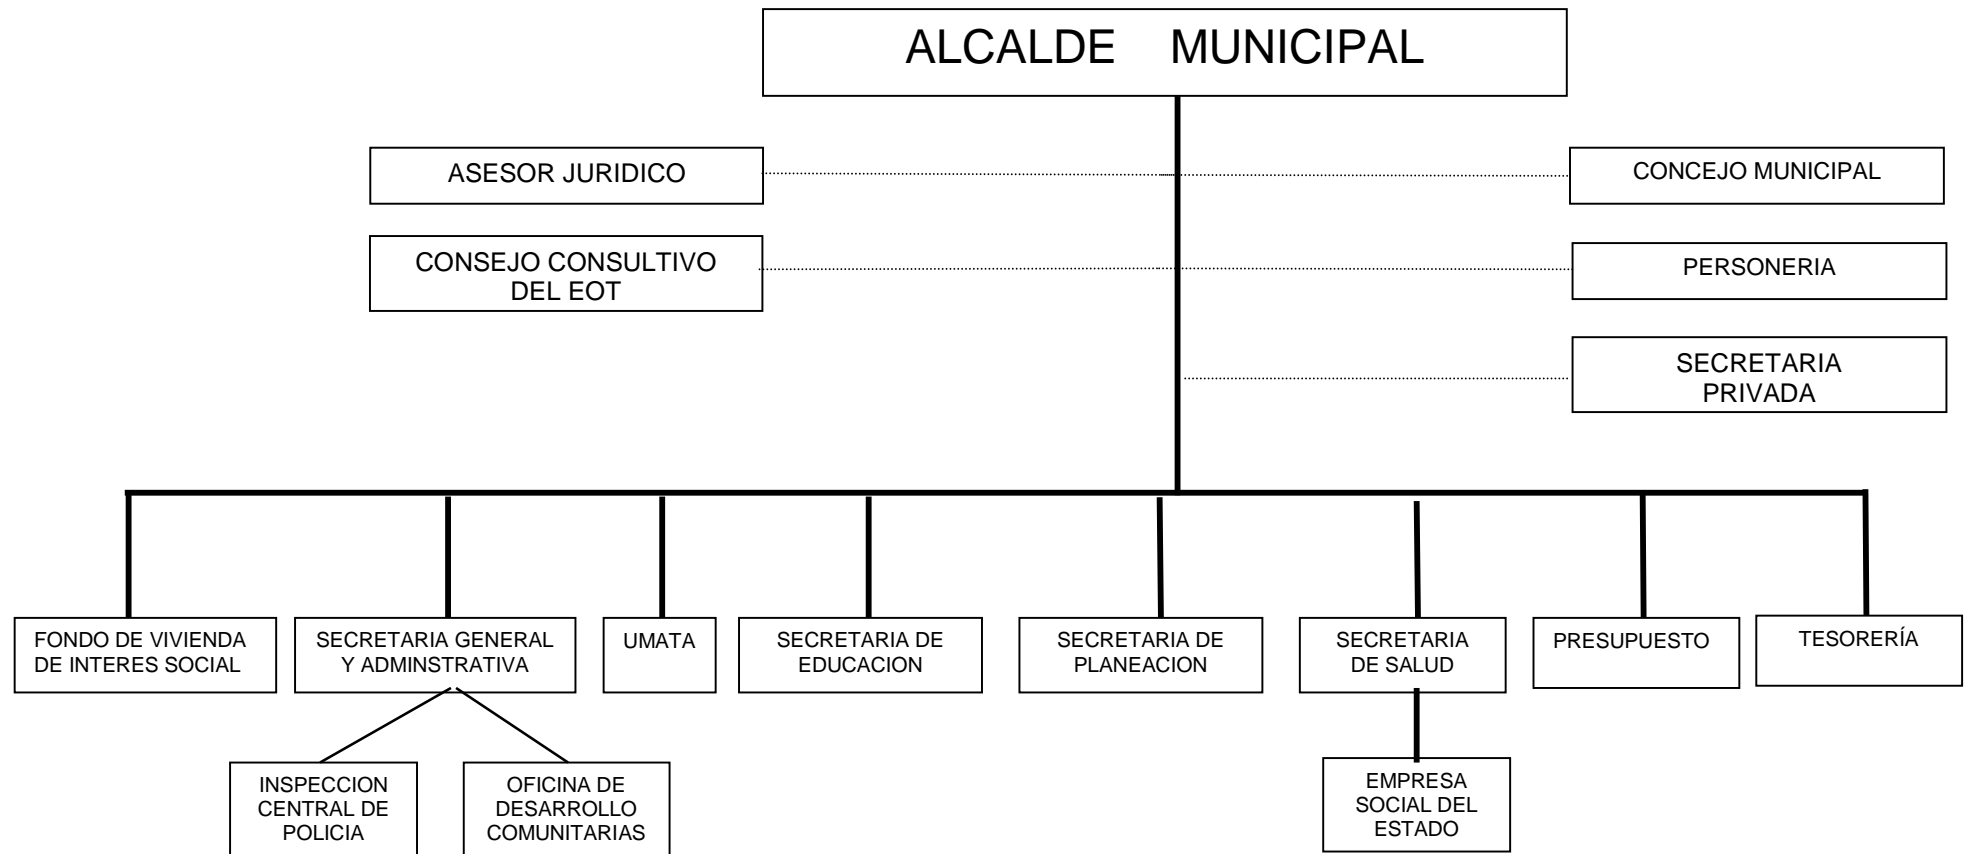 ALCALDE MUNICIPAL
ASESOR JURIDICO
CONCEJO MUNICIPAL
CONSEJO CONSULTIVO
DEL EOT
PERSONERIA
SECRETARIA
PRIVADA
FONDO DE VIVIENDA
DE INTERES SOCIAL
SECRETARIA GENERAL
Y ADMINSTRATIVA
UMATA
SECRETARIA DE
EDUCACION
SECRETARIA DE
PLANEACION
SECRETARIA
DE SALUD
PRESUPUESTO
TESORERÍA
INSPECCION
CENTRAL DE
POLICIA
OFICINA DE
DESARROLLO
COMUNITARIAS
EMPRESA
SOCIAL DEL
ESTADO